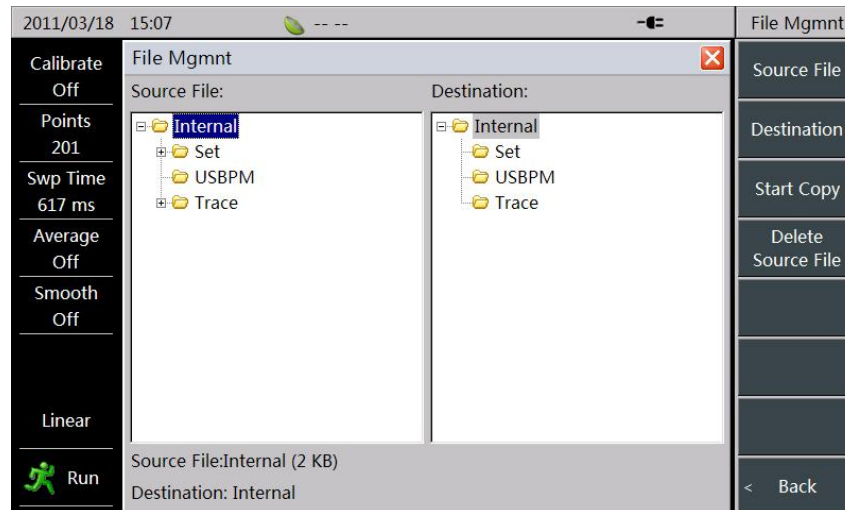 2011/03/18 15:07 -- -- File Mgmnt
Calibrate
Off
Points
201
Swp Time
617 ms
Average
Off
Smooth
Off
Linear
Run
File Mgmnt
Source File:
Internal
Set
USBPM
Trace
Destination:
Internal
Set
USBPM
Trace
Source File:Internal (2 KB)
Destination: Internal
Source File
Destination
Start Copy
Delete
Source File
< Back